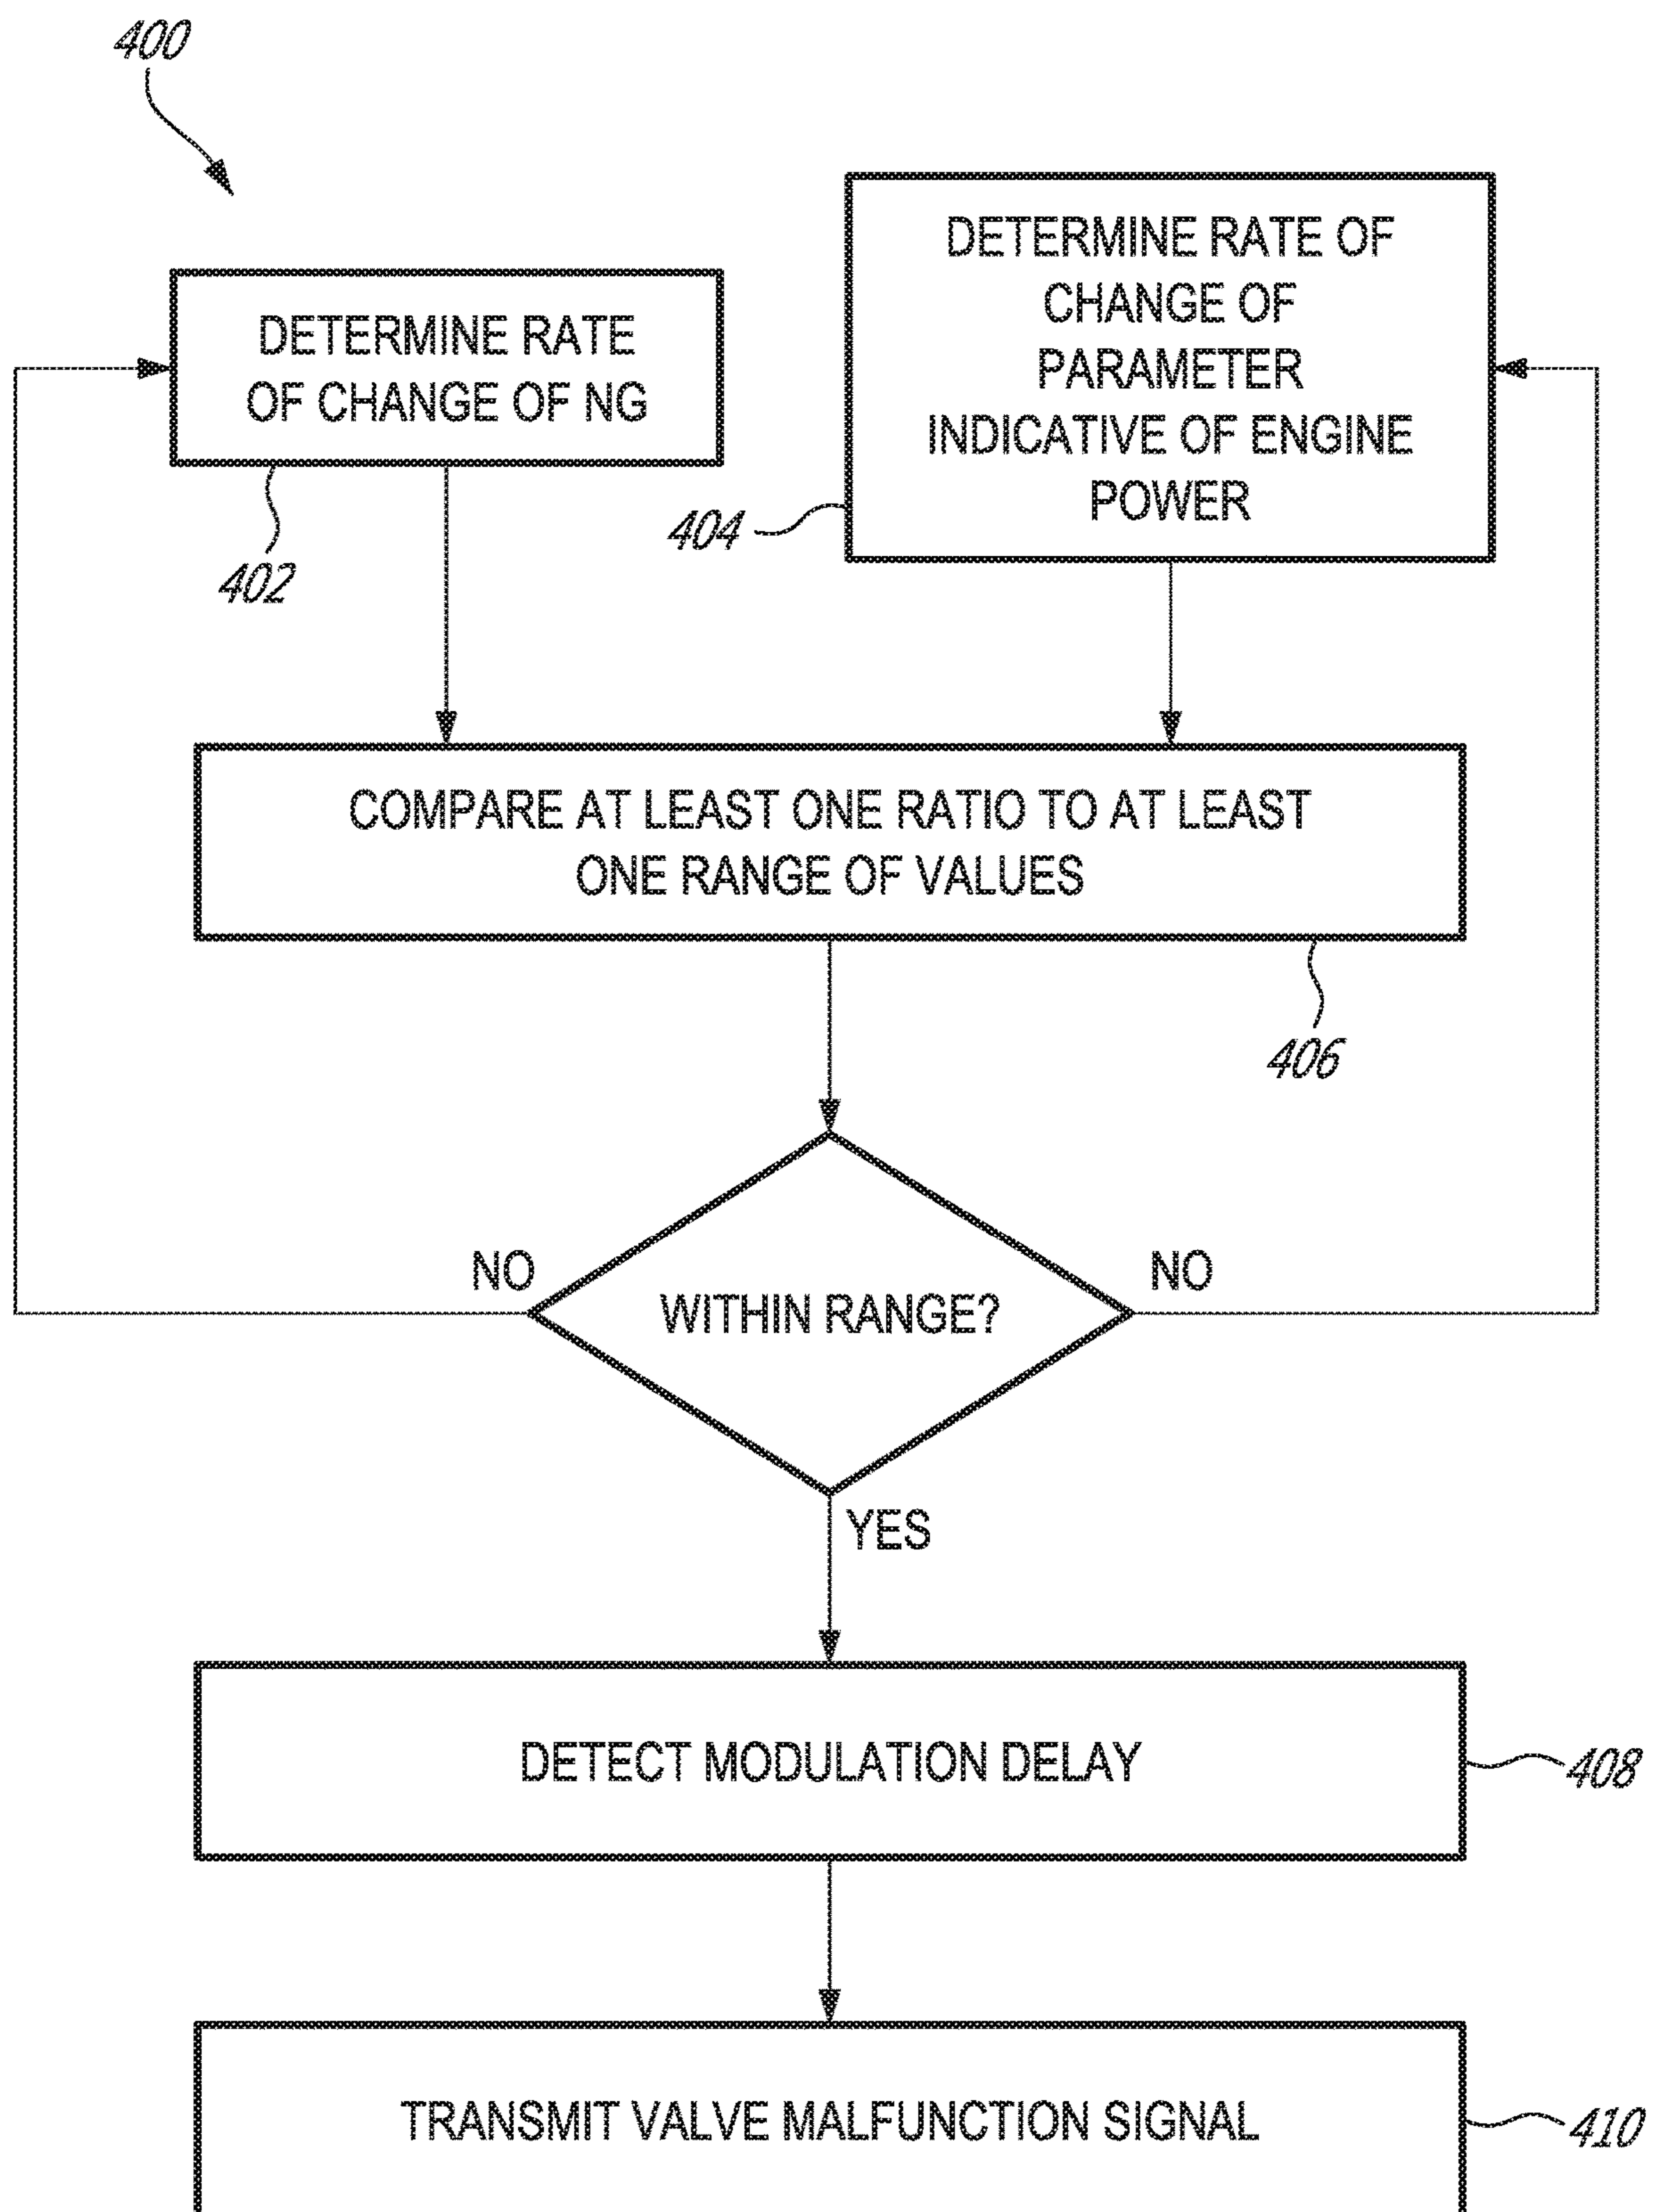 400
DETERMINE RATE OF
CHANGE OF
PARAMETER
INDICATIVE OF ENGINE
POWER
DETERMINE RATE
OF CHANGE OF NG
404
402
COMPARE AT LEAST ONE RATIO TO AT LEAST
ONE RANGE OF VALUES
406
NO
NO
WITHIN RANGE?
YES
DETECT MODULATION DELAY
408
TRANSMIT VALVE MALFUNCTION SIGNAL
410